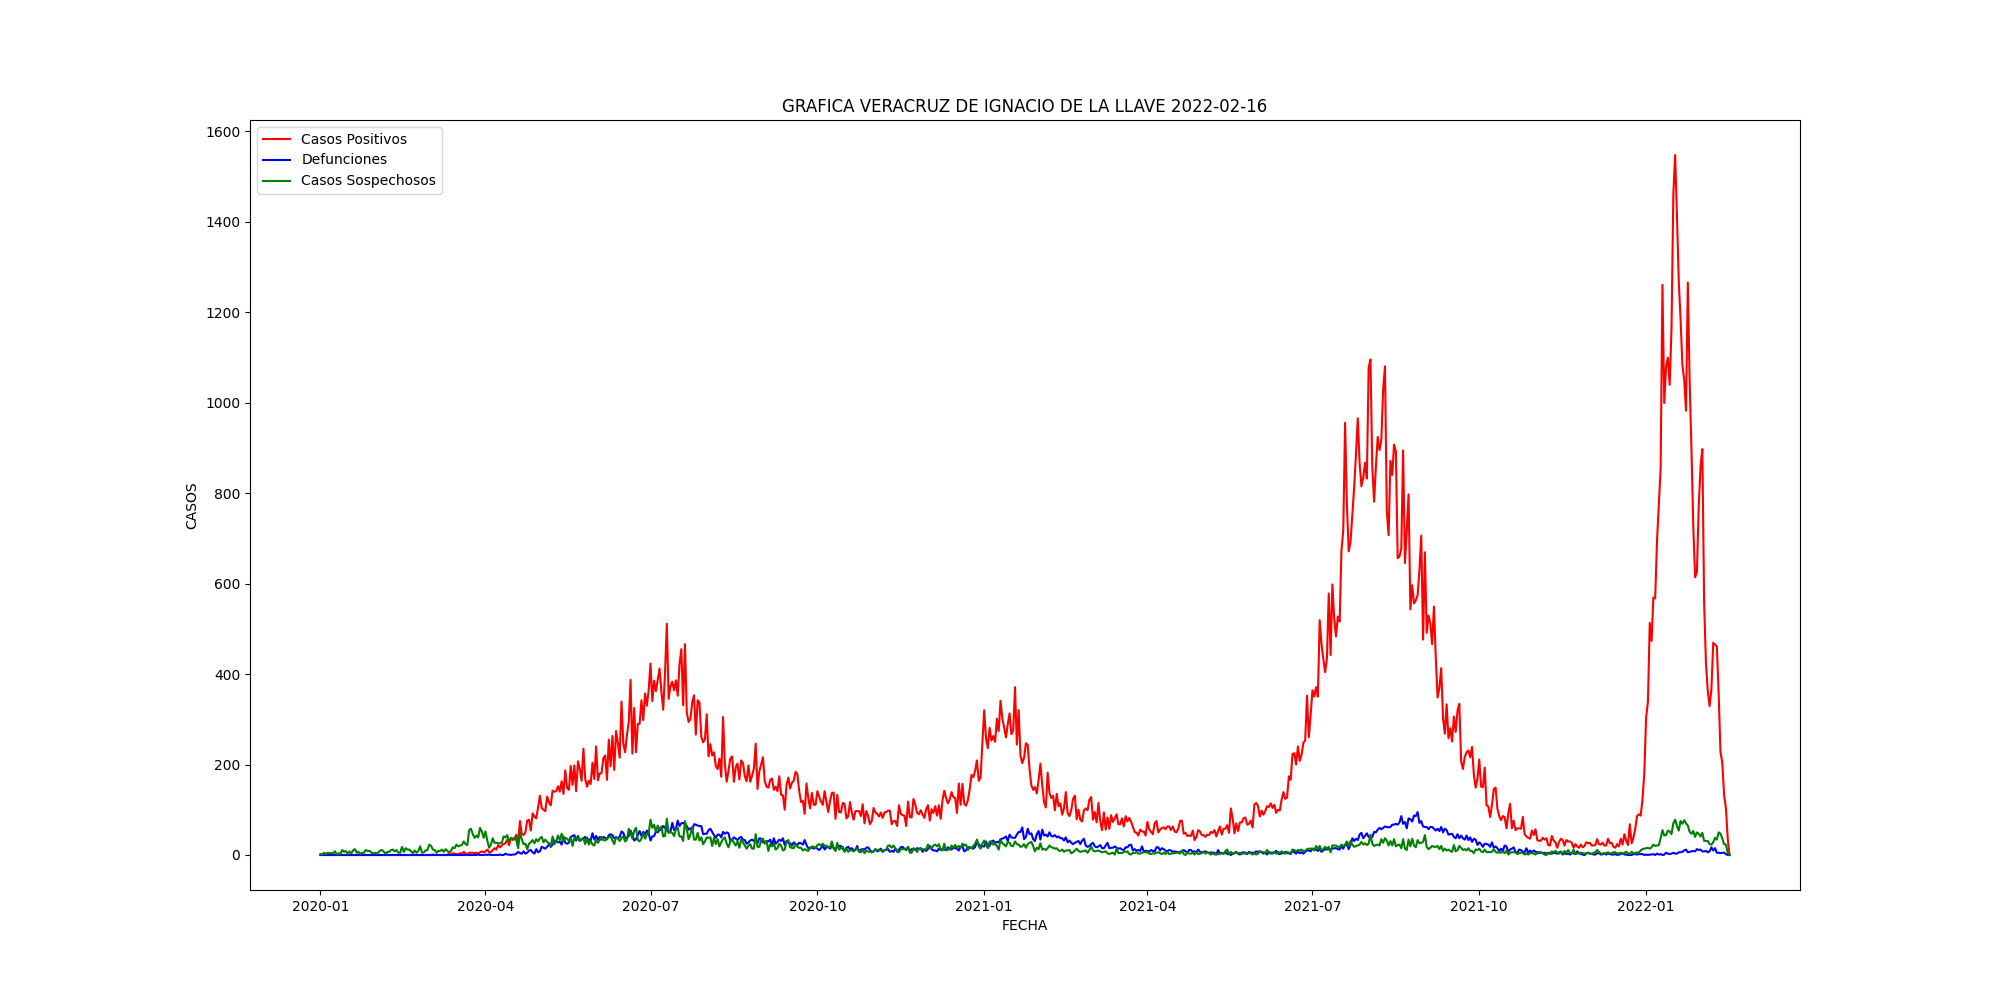 GRAFICA VERACRUZ DE IGNACIO DE LA LLAVE 2022-02-16
Casos Positivos
Defunciones
Casos Sospechosos
1600
1400
1200
1000
800
600
400
200
0
CASOS
2020-01 2020-04 2020-07 2020-10 2021-01 2021-04 2021-07 2021-10 2022-01
FECHA